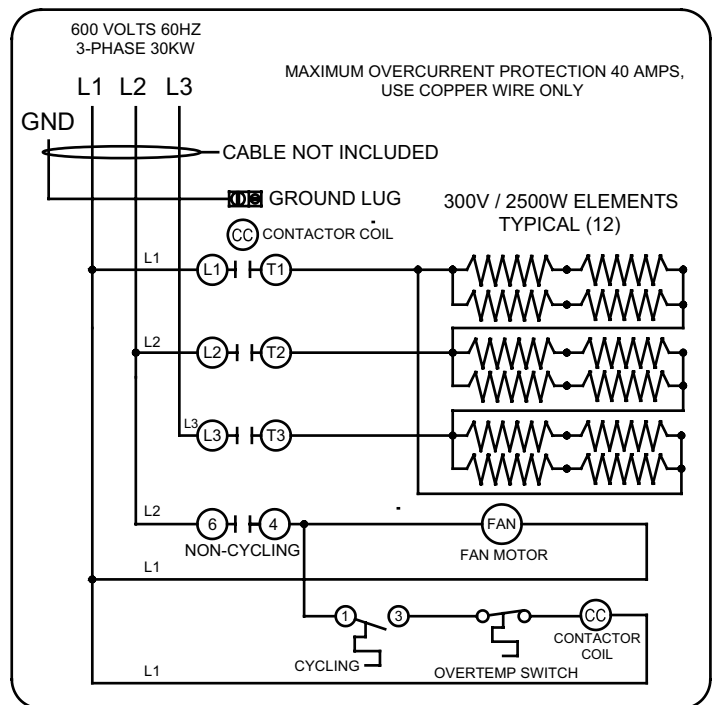 600 VOLTS 60HZ
3-PHASE 30KW
L1 L2 L3
MAXIMUM OVERCURRENT PROTECTION 40 AMPS,
USE COPPER WIRE ONLY
GND
CABLE NOT INCLUDED
GROUND LUG
300V / 2500W ELEMENTS
TYPICAL (12)
CC CONTACTOR COIL
L1 L1 T1
L2 L2 T2
L3 L3 T3
L2 6 4 FAN
NON-CYCLING
FAN MOTOR
L1
1 3 CC
CONTACTOR
COIL
CYCLING
OVERTEMP SWITCH
L1